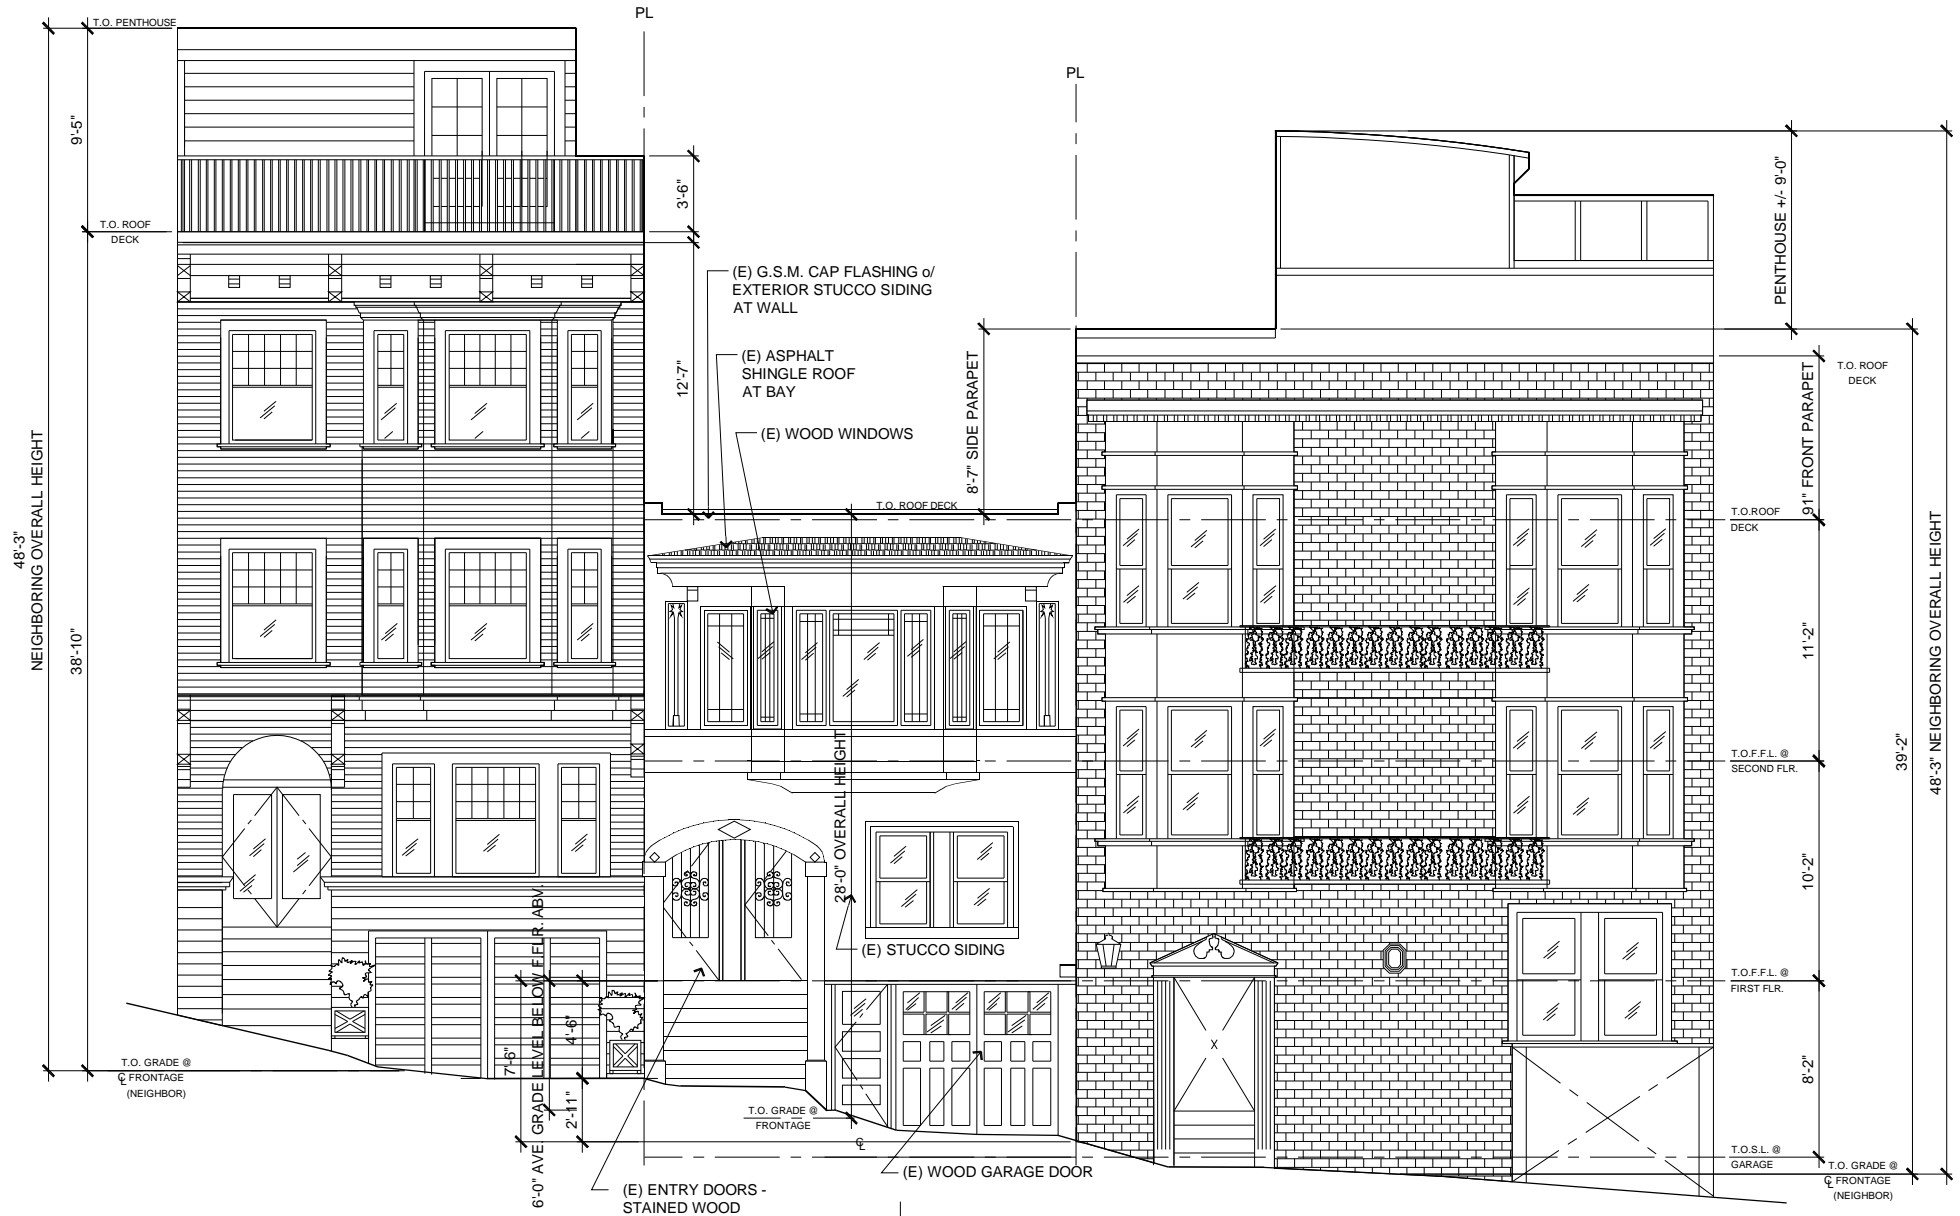 PL
PL
T.O. PENTHOUSE
9'-5"
T.O. ROOF
DECK
48'-3"
NEIGHBORING OVERALL HEIGHT
38'-10"
3'-6"
12'-7"
(E) G.S.M. CAP FLASHING o/
EXTERIOR STUCCO SIDING
AT WALL
(E) ASPHALT
SHINGLE ROOF
AT BAY
(E) WOOD WINDOWS
8'-7" SIDE PARAPET
T.O. ROOF DECK
PENTHOUSE +/- 9'-0"
T.O. ROOF
DECK
9'1" FRONT PARAPET
T.O.ROOF
DECK
11'-2"
48'-3" NEIGHBORING OVERALL HEIGHT
39'-2"
T.O.F.F.L. @
SECOND FLR.
10'-2"
28'-0" OVERALL HEIGHT
(E) STUCCO SIDING
T.O.F.F.L. @
FIRST FLR.
8'-2"
X
6'-0" AVE. GRADE LEVEL BELOW F.FLR. ABV.
7'-6"
4'-6"
2'-11"
T.O. GRADE @
℄ FRONTAGE
(NEIGHBOR)
T.O. GRADE @
FRONTAGE
℄
T.O.S.L. @
GARAGE
T.O. GRADE @
℄ FRONTAGE
(NEIGHBOR)
(E) WOOD GARAGE DOOR
(E) ENTRY DOORS -
STAINED WOOD